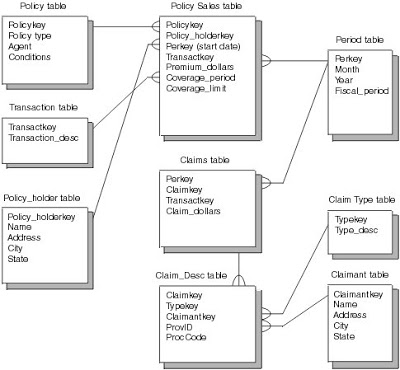 Policy table
Policykey
Policy type
Agent
Conditions
Policy Sales table
Policykey
Policy_holderkey
Perkey (start date)
Transactkey
Premium_dollars
Coverage_period
Coverage_limit
Period table
Perkey
Month
Year
Fiscal_period
Transaction table
Transactkey
Transaction_desc
Claims table
Perkey
Claimkey
Transactkey
Claim_dollars
Policy_holder table
Policy_holderkey
Name
Address
City
State
Claim Type table
Typekey
Type_desc
Claim_Desc table
Claimkey
Typekey
Claimantkey
ProvID
ProcCode
Claimant table
Claimantkey
Name
Address
City
State